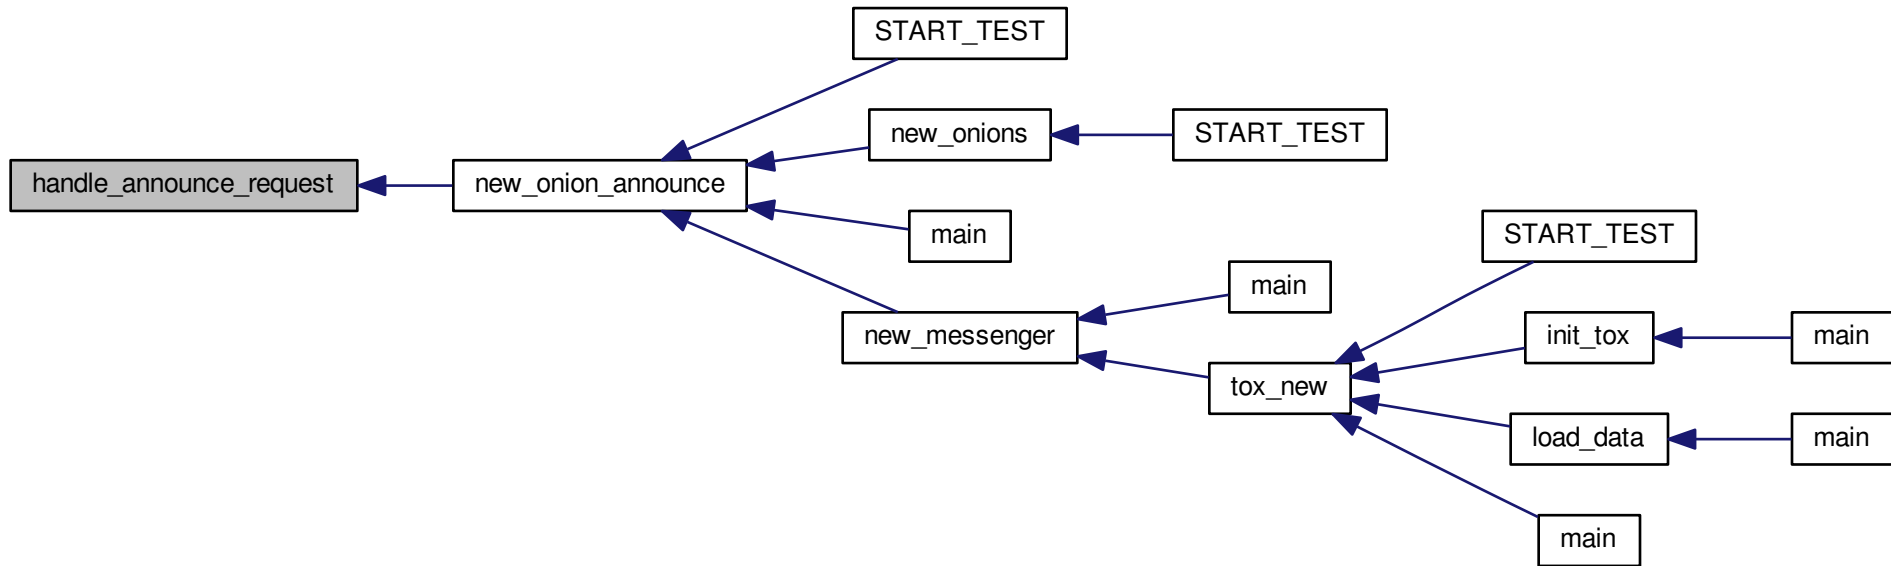 START_TEST
new_onions
START_TEST
handle_announce_request
new_onion_announce
main
START_TEST
main
new_messenger
init_tox
main
tox_new
load_data
main
main